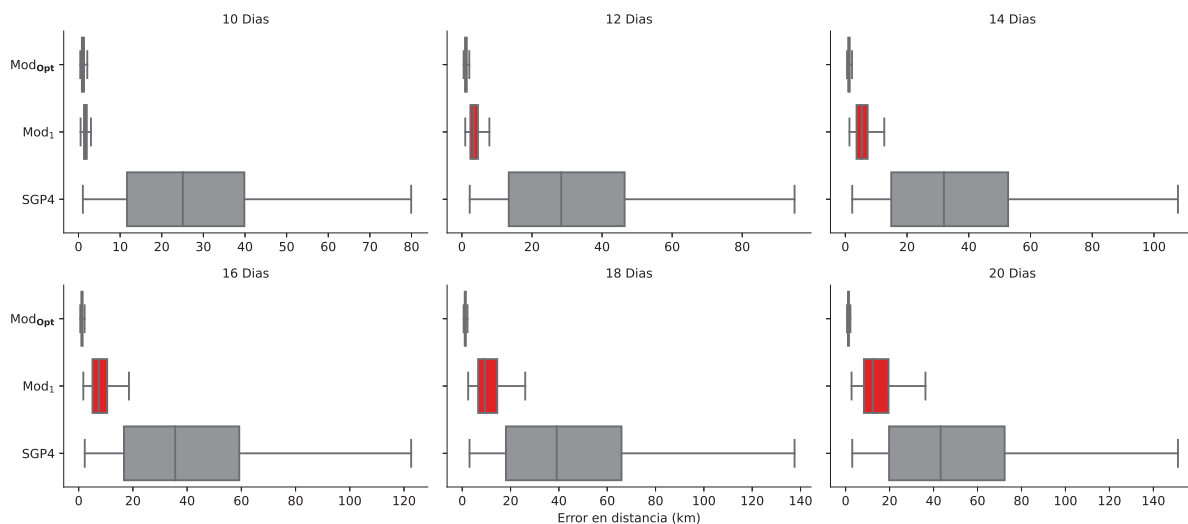 10 Dias 12 Dias 14 Dias
Mod_Opt
Mod_1
SGP4
0 10 20 30 40 50 60 70 80 0 20 40 60 80 0 20 40 60 80 100
16 Dias 18 Dias 20 Dias
Mod_Opt
Mod_1
SGP4
0 20 40 60 80 100 120 0 20 40 60 80 100 120 140 0 20 40 60 80 100 120 140
Error en distancia (km)